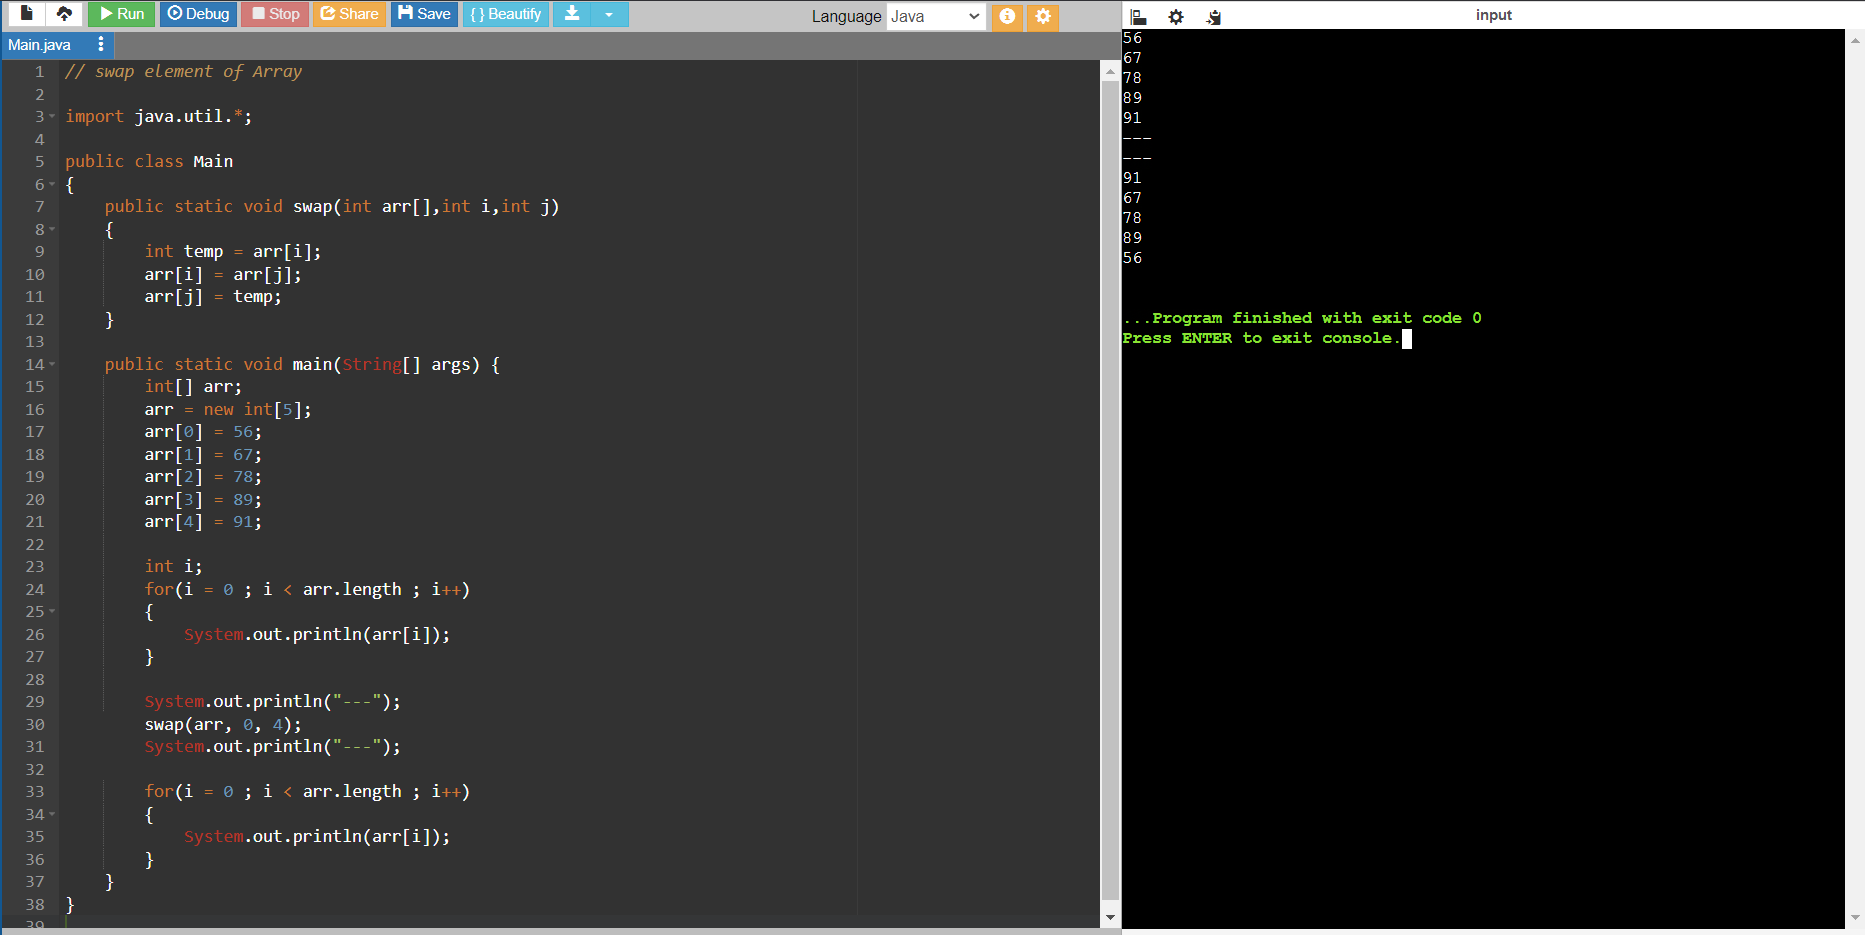 Run Debug Stop Share Save { } Beautify Language Java
input
Main.java
1 // swap element of Array
2
3 import java.util.*;
4
5 public class Main
6 {
7     public static void swap(int arr[],int i,int j)
8     {
9         int temp = arr[i];
10         arr[i] = arr[j];
11         arr[j] = temp;
12     }
13
14     public static void main(String[] args) {
15         int[] arr;
16         arr = new int[5];
17         arr[0] = 56;
18         arr[1] = 67;
19         arr[2] = 78;
20         arr[3] = 89;
21         arr[4] = 91;
22
23         int i;
24         for(i = 0 ; i < arr.length ; i++)
25         {
26             System.out.println(arr[i]);
27         }
28
29         System.out.println("---");
30         swap(arr, 0, 4);
31         System.out.println("---");
32
33         for(i = 0 ; i < arr.length ; i++)
34         {
35             System.out.println(arr[i]);
36         }
37     }
38 }
39
56
67
78
89
91
---
---
91
67
78
89
56
...Program finished with exit code 0
Press ENTER to exit console.